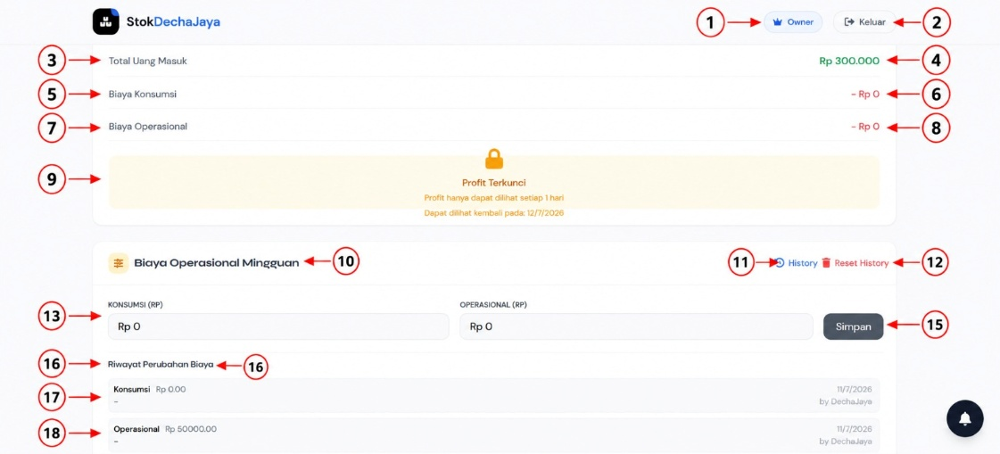 StokDechaJaya
1 Owner Keluar 2
3 Total Uang Masuk Rp 300.000 4
5 Biaya Konsumsi - Rp 0 6
7 Biaya Operasional - Rp 0 8
9
Profit Terkunci
Profit hanya dapat dilihat setiap 1 hari
Dapat dilihat kembali pada: 12/7/2026
Biaya Operasional Mingguan 10 11 History Reset History 12
KONSUMSI (RP) OPERASIONAL (RP)
13 Rp 0 Rp 0 Simpan 15
16 Riwayat Perubahan Biaya 16
Konsumsi Rp 0.00 11/7/2026
17 - by DechaJaya
Operasional Rp 50000.00 11/7/2026
18 - by DechaJaya